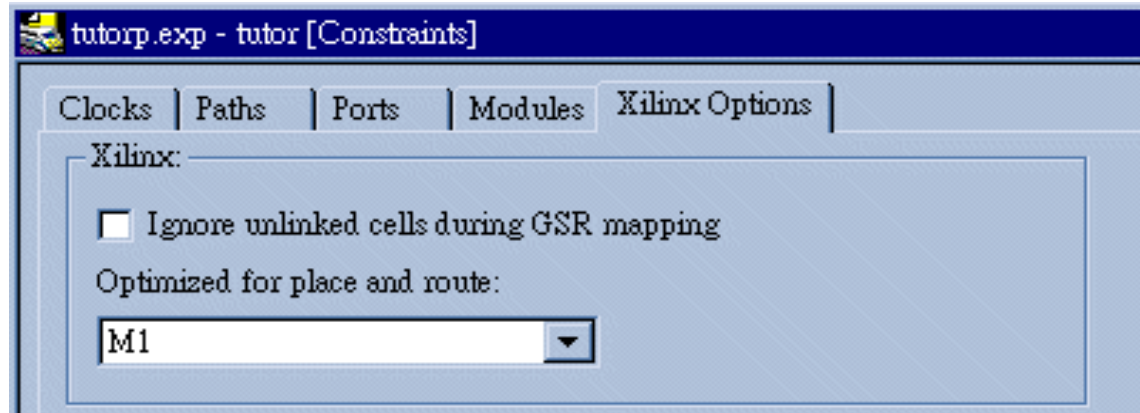 tutorp.exp - tutor [Constraints]
Clocks Paths Ports Modules Xilinx Options
Xilinx:
Ignore unlinked cells during GSR mapping
Optimized for place and route:
M1